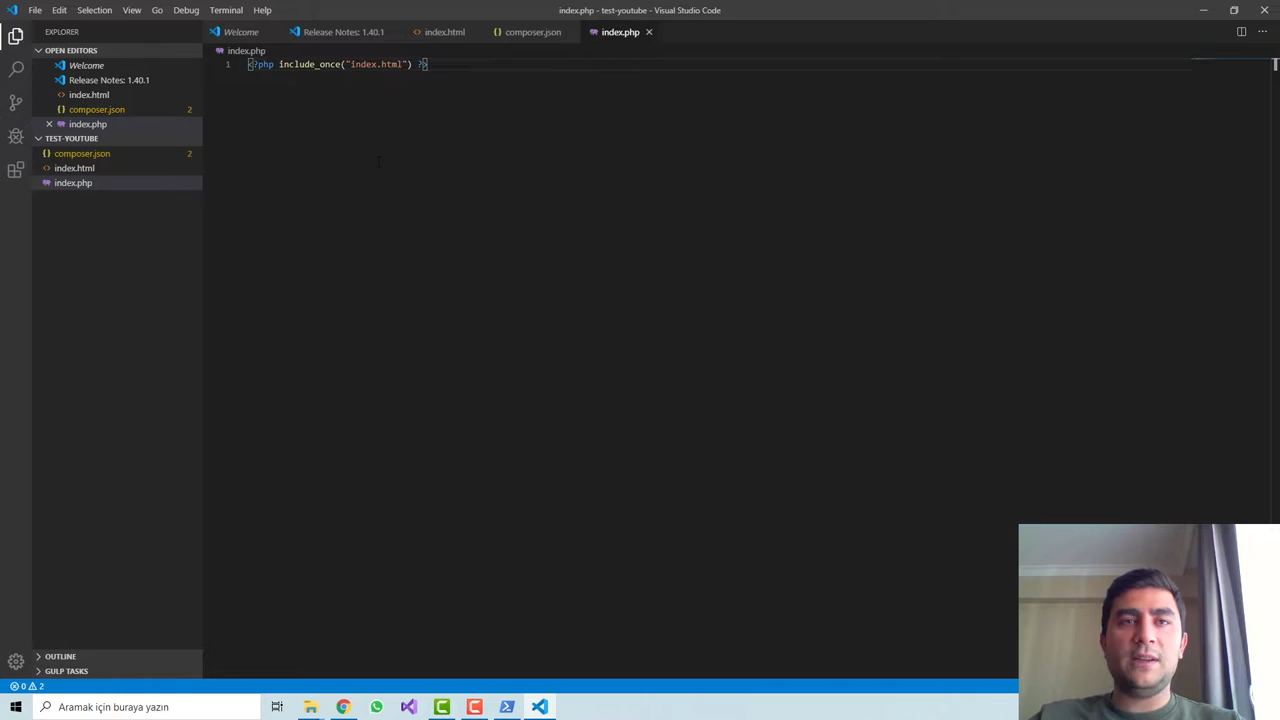 File Edit Selection View Go Debug Terminal Help
index.php - test-youtube - Visual Studio Code
EXPLORER
OPEN EDITORS
Welcome
Release Notes: 1.40.1
index.html
composer.json 2
index.php
TEST-YOUTUBE
composer.json 2
index.html
index.php
OUTLINE
GULP TASKS
Welcome Release Notes: 1.40.1 index.html composer.json index.php
index.php
1 <?php include_once("index.html") ?>
0 2
Aramak için buraya yazın